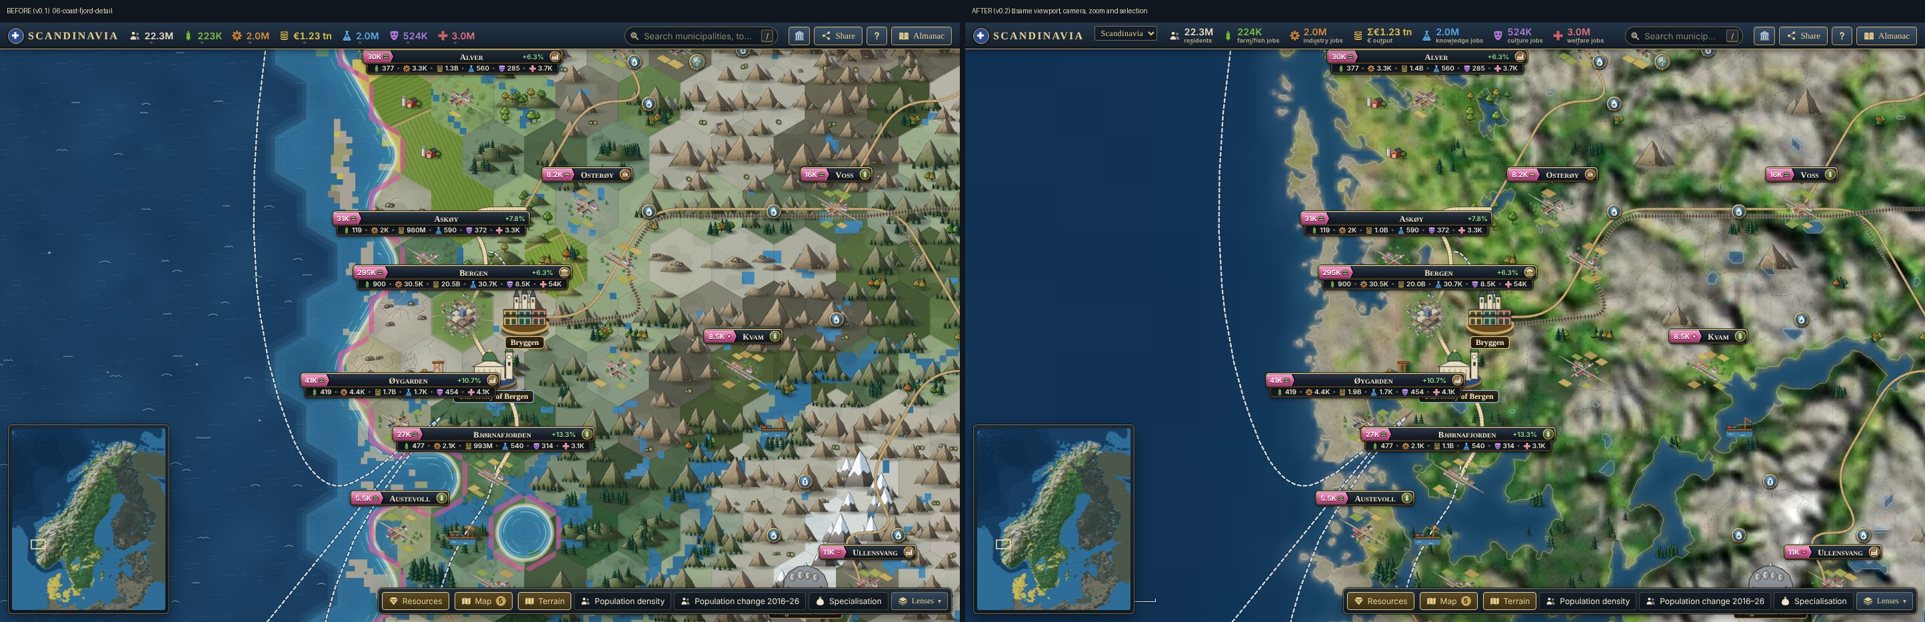 BEFORE (v0.1) 06-coast-fjord-detail
SCANDINAVIA 22.3M 223K 2.0M €1.23 tn 2.0M 524K 3.0M Search municipalities, to... / Share ? Almanac
30K ALVER +6.3%
377 • 3.3K • 1.3B • 560 • 285 • 3.7K
8.2K OSTERØY
16K VOSS
31K ASKØY +7.8%
119 • 2K • 980M • 590 • 372 • 3.3K
295K BERGEN +6.3%
900 • 30.5K • 20.5B • 30.7K • 8.5K • 54K
8.5K KVAM
Bryggen
41K ØYGARDEN +10.7%
419 • 4.4K • 1.7B • 1.7K • 454 • 4.1K
of Bergen
27K BJØRNAFJORDEN +13.3%
477 • 2.1K • 993M • 540 • 314 • 3.1K
5.5K AUSTEVOLL
11K ULLENSVANG
Resources Map 5 Terrain Population density Population change 2016–26 Specialisation Lenses
AFTER (v0.2) same viewport, camera, zoom and selection
SCANDINAVIA Scandinavia 22.3M residents 224K farm/fish jobs 2.0M industry jobs Σ€1.23 tn € output 2.0M knowledge jobs 524K culture jobs 3.0M welfare jobs Search municip... / Share ? Almanac
30K ALVER +6.3%
377 • 3.3K • 1.4B • 560 • 285 • 3.7K
8.2K OSTERØY
16K VOSS
31K ASKØY +7.8%
119 • 2K • 1.0B • 590 • 372 • 3.3K
295K BERGEN +6.3%
900 • 30.5K • 20.0B • 30.7K • 8.5K • 54K
8.5K KVAM
Bryggen
41K ØYGARDEN +10.7%
419 • 4.4K • 1.9B • 1.7K • 454 • 4.1K
of Bergen
27K BJØRNAFJORDEN +13.3%
477 • 2.1K • 1.1B • 540 • 314 • 3.1K
5.5K AUSTEVOLL
11K ULLENSVANG
Resources Map 5 Terrain Population density Population change 2016–26 Specialisation Lenses